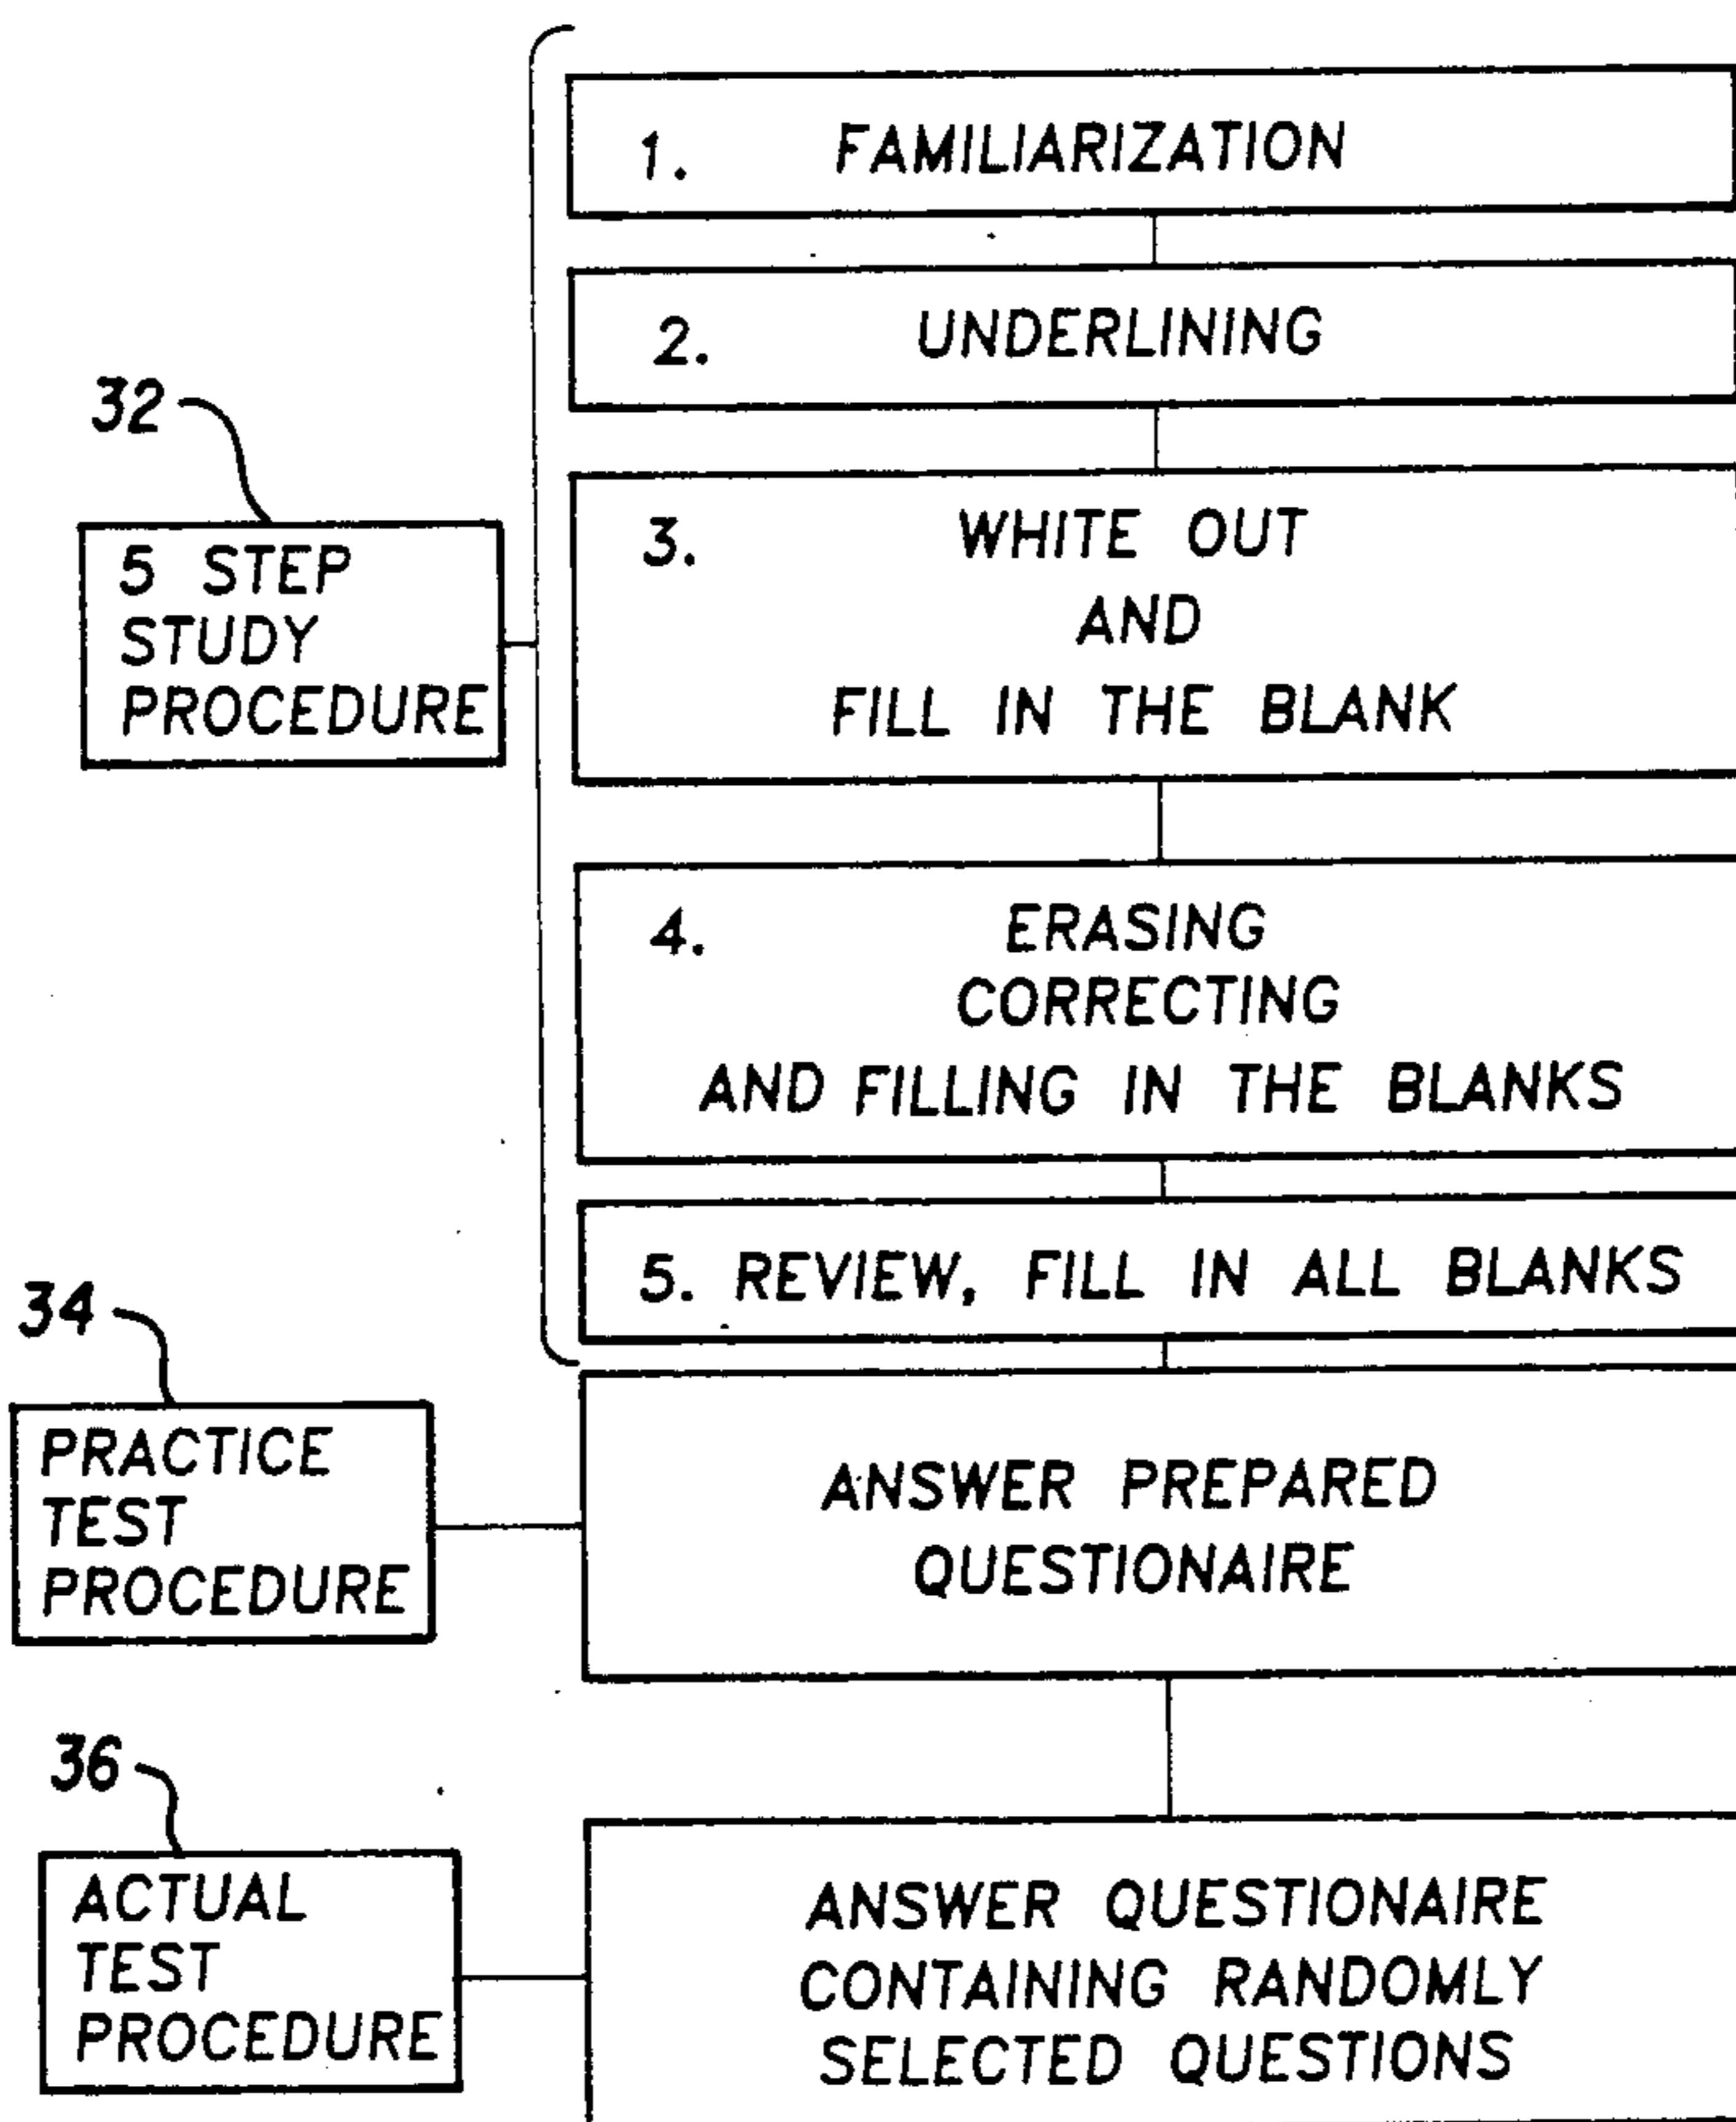 1. FAMILIARIZATION
2. UNDERLINING
32
5 STEP
STUDY
PROCEDURE
3. WHITE OUT
AND
FILL IN THE BLANK
4. ERASING
CORRECTING
AND FILLING IN THE BLANKS
5. REVIEW, FILL IN ALL BLANKS
34
PRACTICE
TEST
PROCEDURE
ANSWER PREPARED
QUESTIONAIRE
36
ACTUAL
TEST
PROCEDURE
ANSWER QUESTIONAIRE
CONTAINING RANDOMLY
SELECTED QUESTIONS